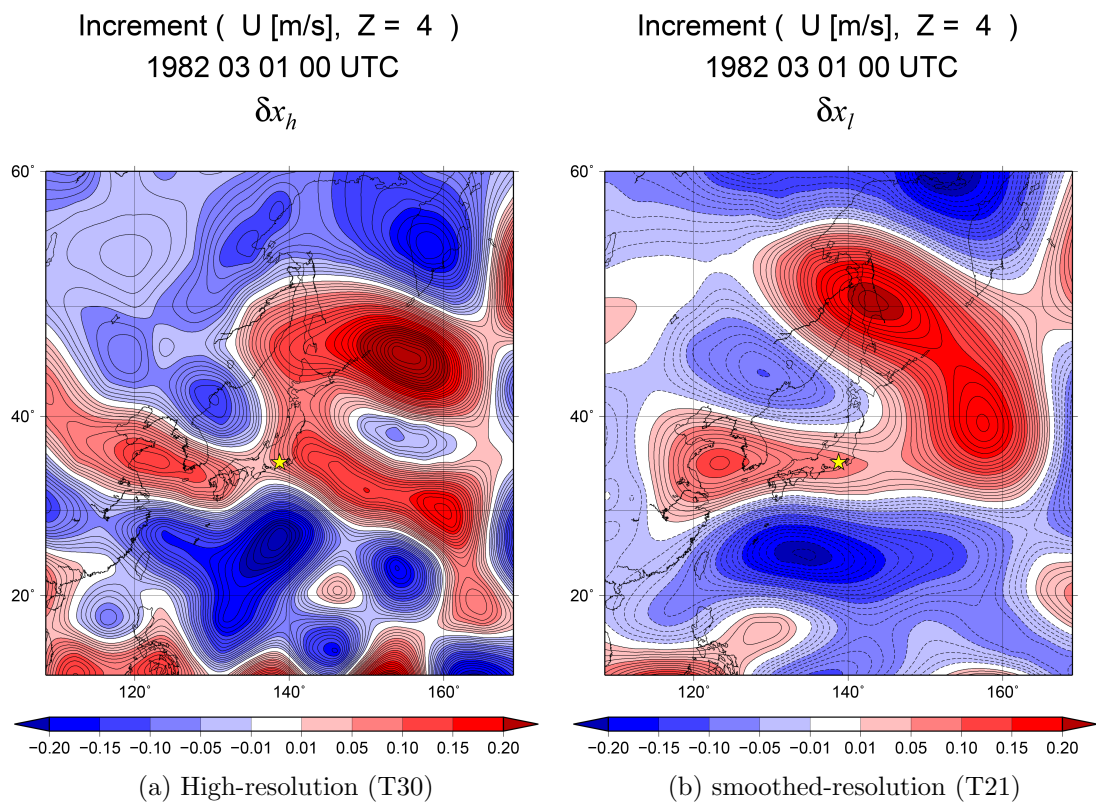 Increment ( U [m/s], Z = 4 )
1982 03 01 00 UTC
δx_h
60°
40°
20°
120° 140° 160°
−0.20 −0.15 −0.10 −0.05 −0.01 0.01 0.05 0.10 0.15 0.20
(a) High-resolution (T30)
Increment ( U [m/s], Z = 4 )
1982 03 01 00 UTC
δx_l
60°
40°
20°
120° 140° 160°
−0.20 −0.15 −0.10 −0.05 −0.01 0.01 0.05 0.10 0.15 0.20
(b) smoothed-resolution (T21)